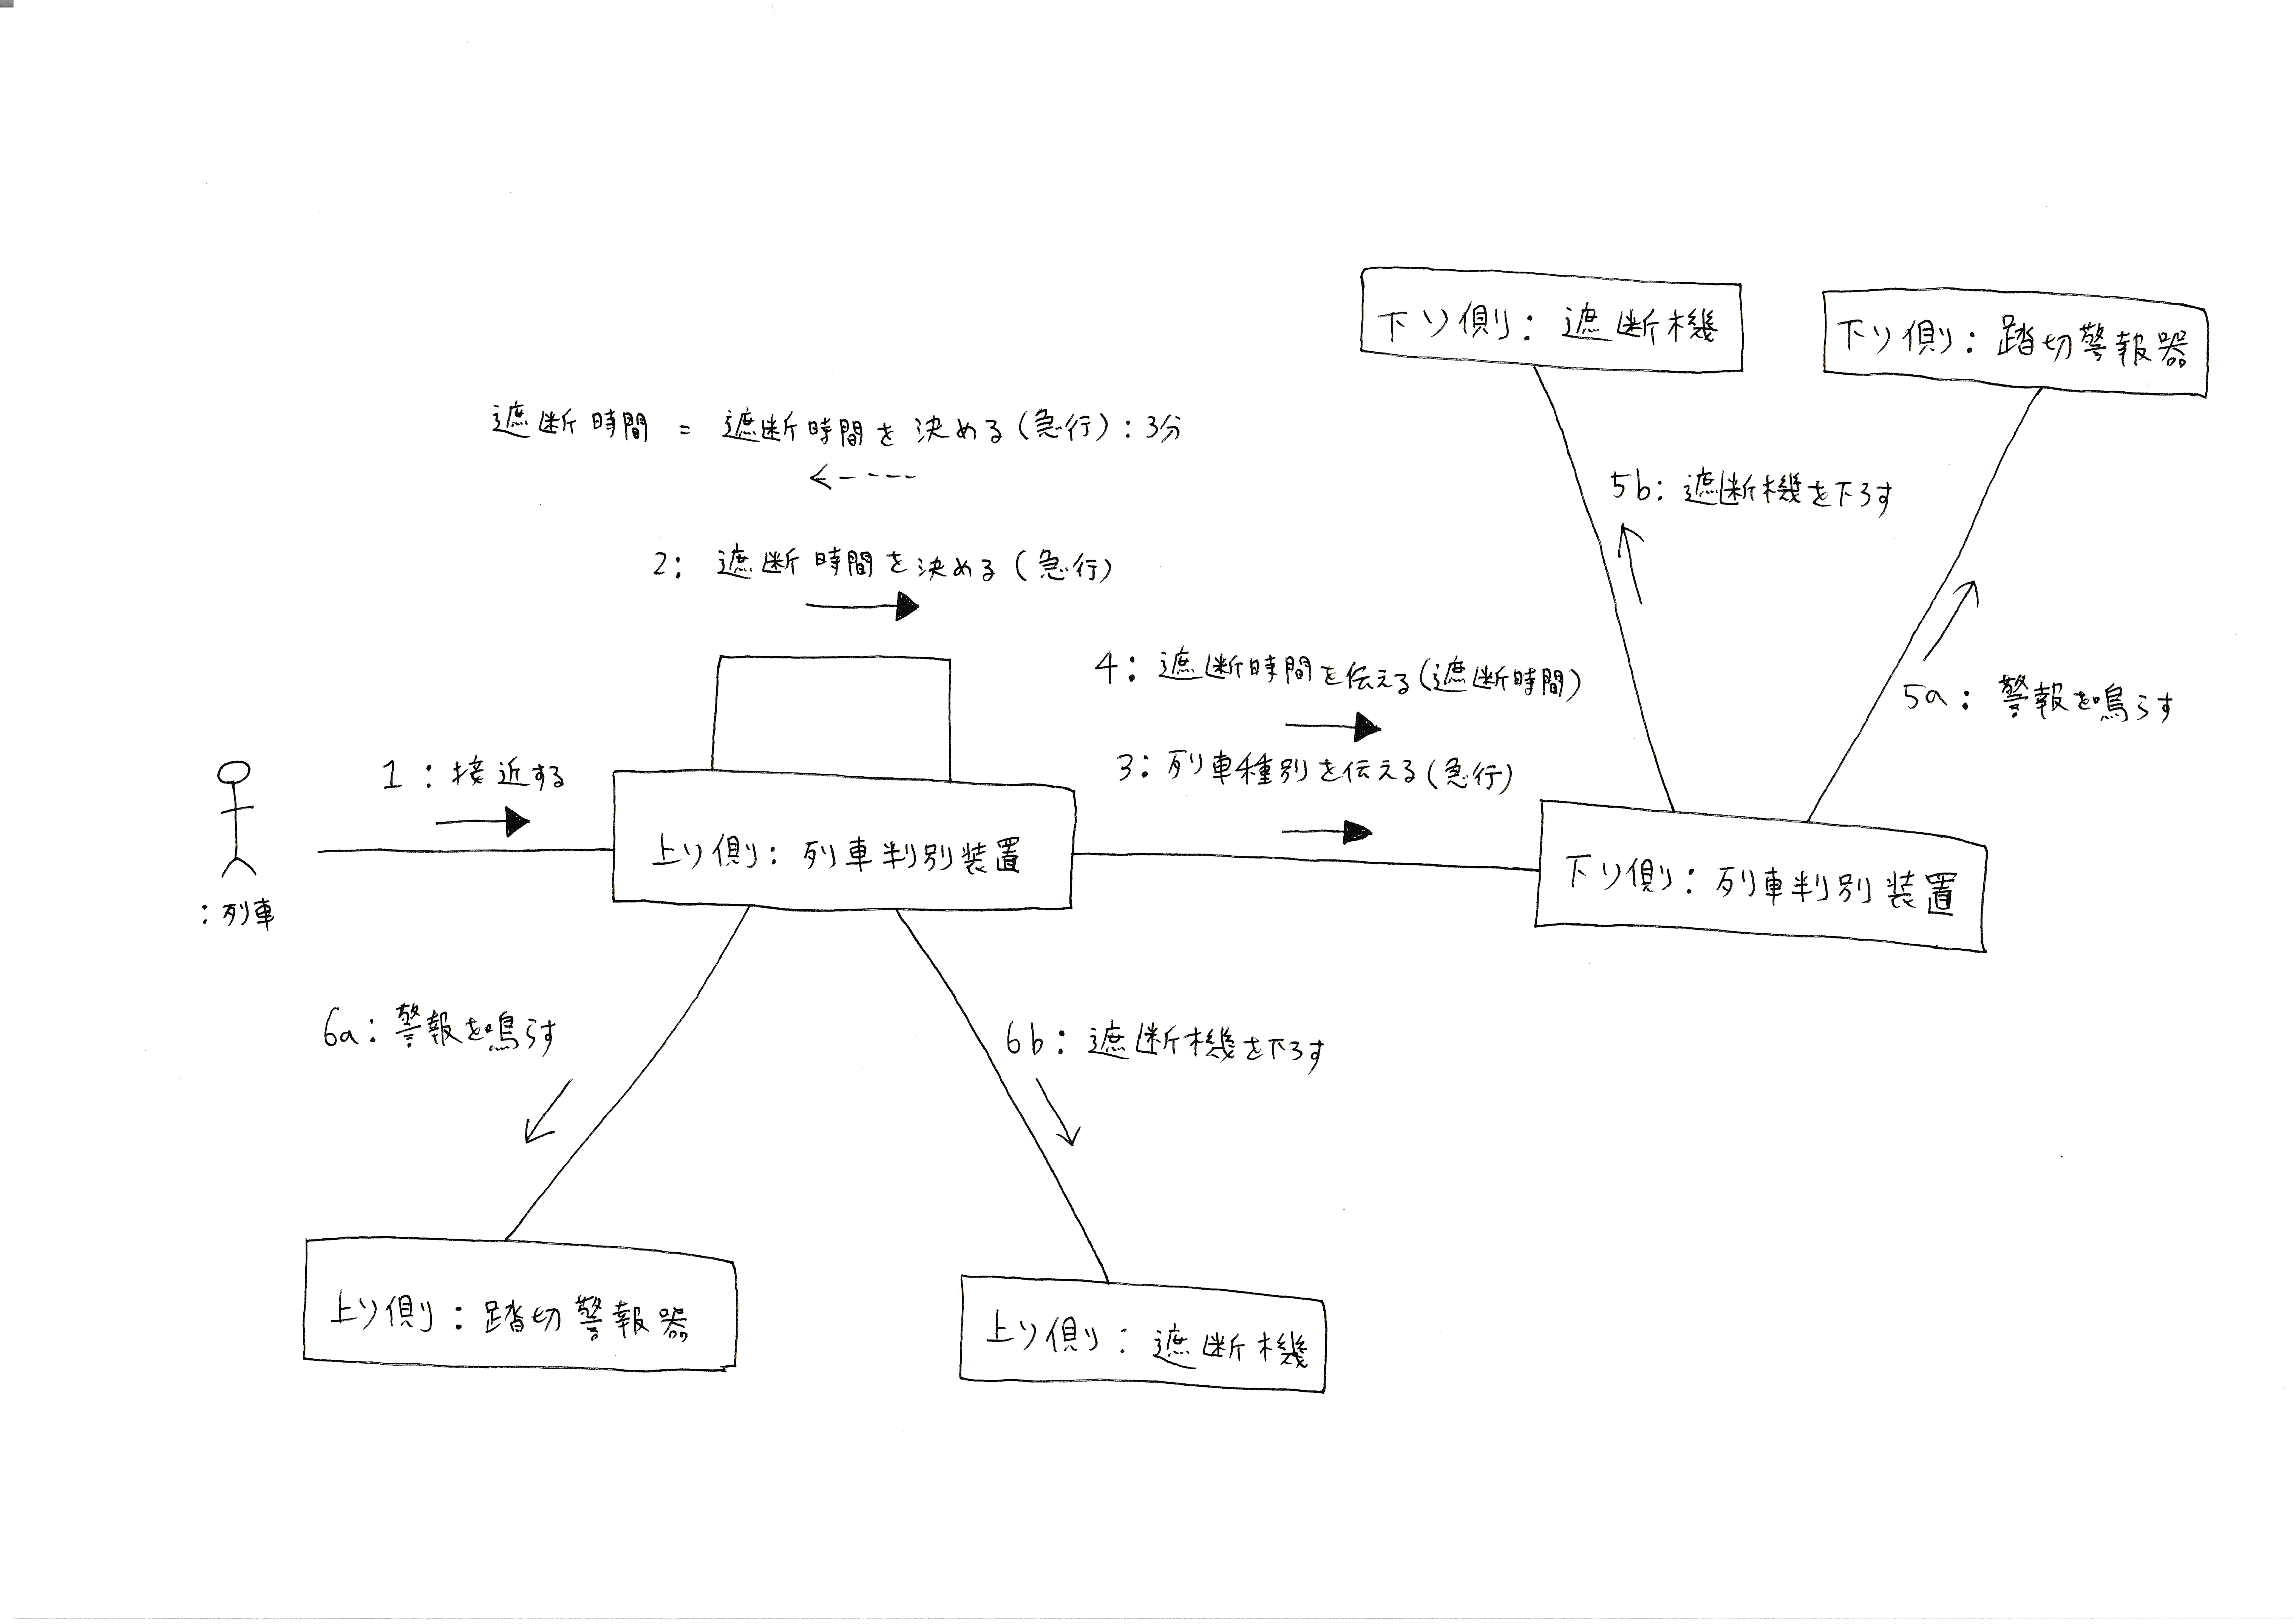 下り側：遮断機
下り側：踏切警報器
遮断時間 = 遮断時間を決める(急行)：3分
5b：遮断機を下ろす
2：遮断時間を決める(急行)
4：遮断時間を伝える(遮断時間)
5a：警報を鳴らす
1：接近する
3：列車種別を伝える(急行)
上り側：列車判別装置
下り側：列車判別装置
：列車
6a：警報を鳴らす
6b：遮断機を下ろす
上り側：踏切警報器
上り側：遮断機